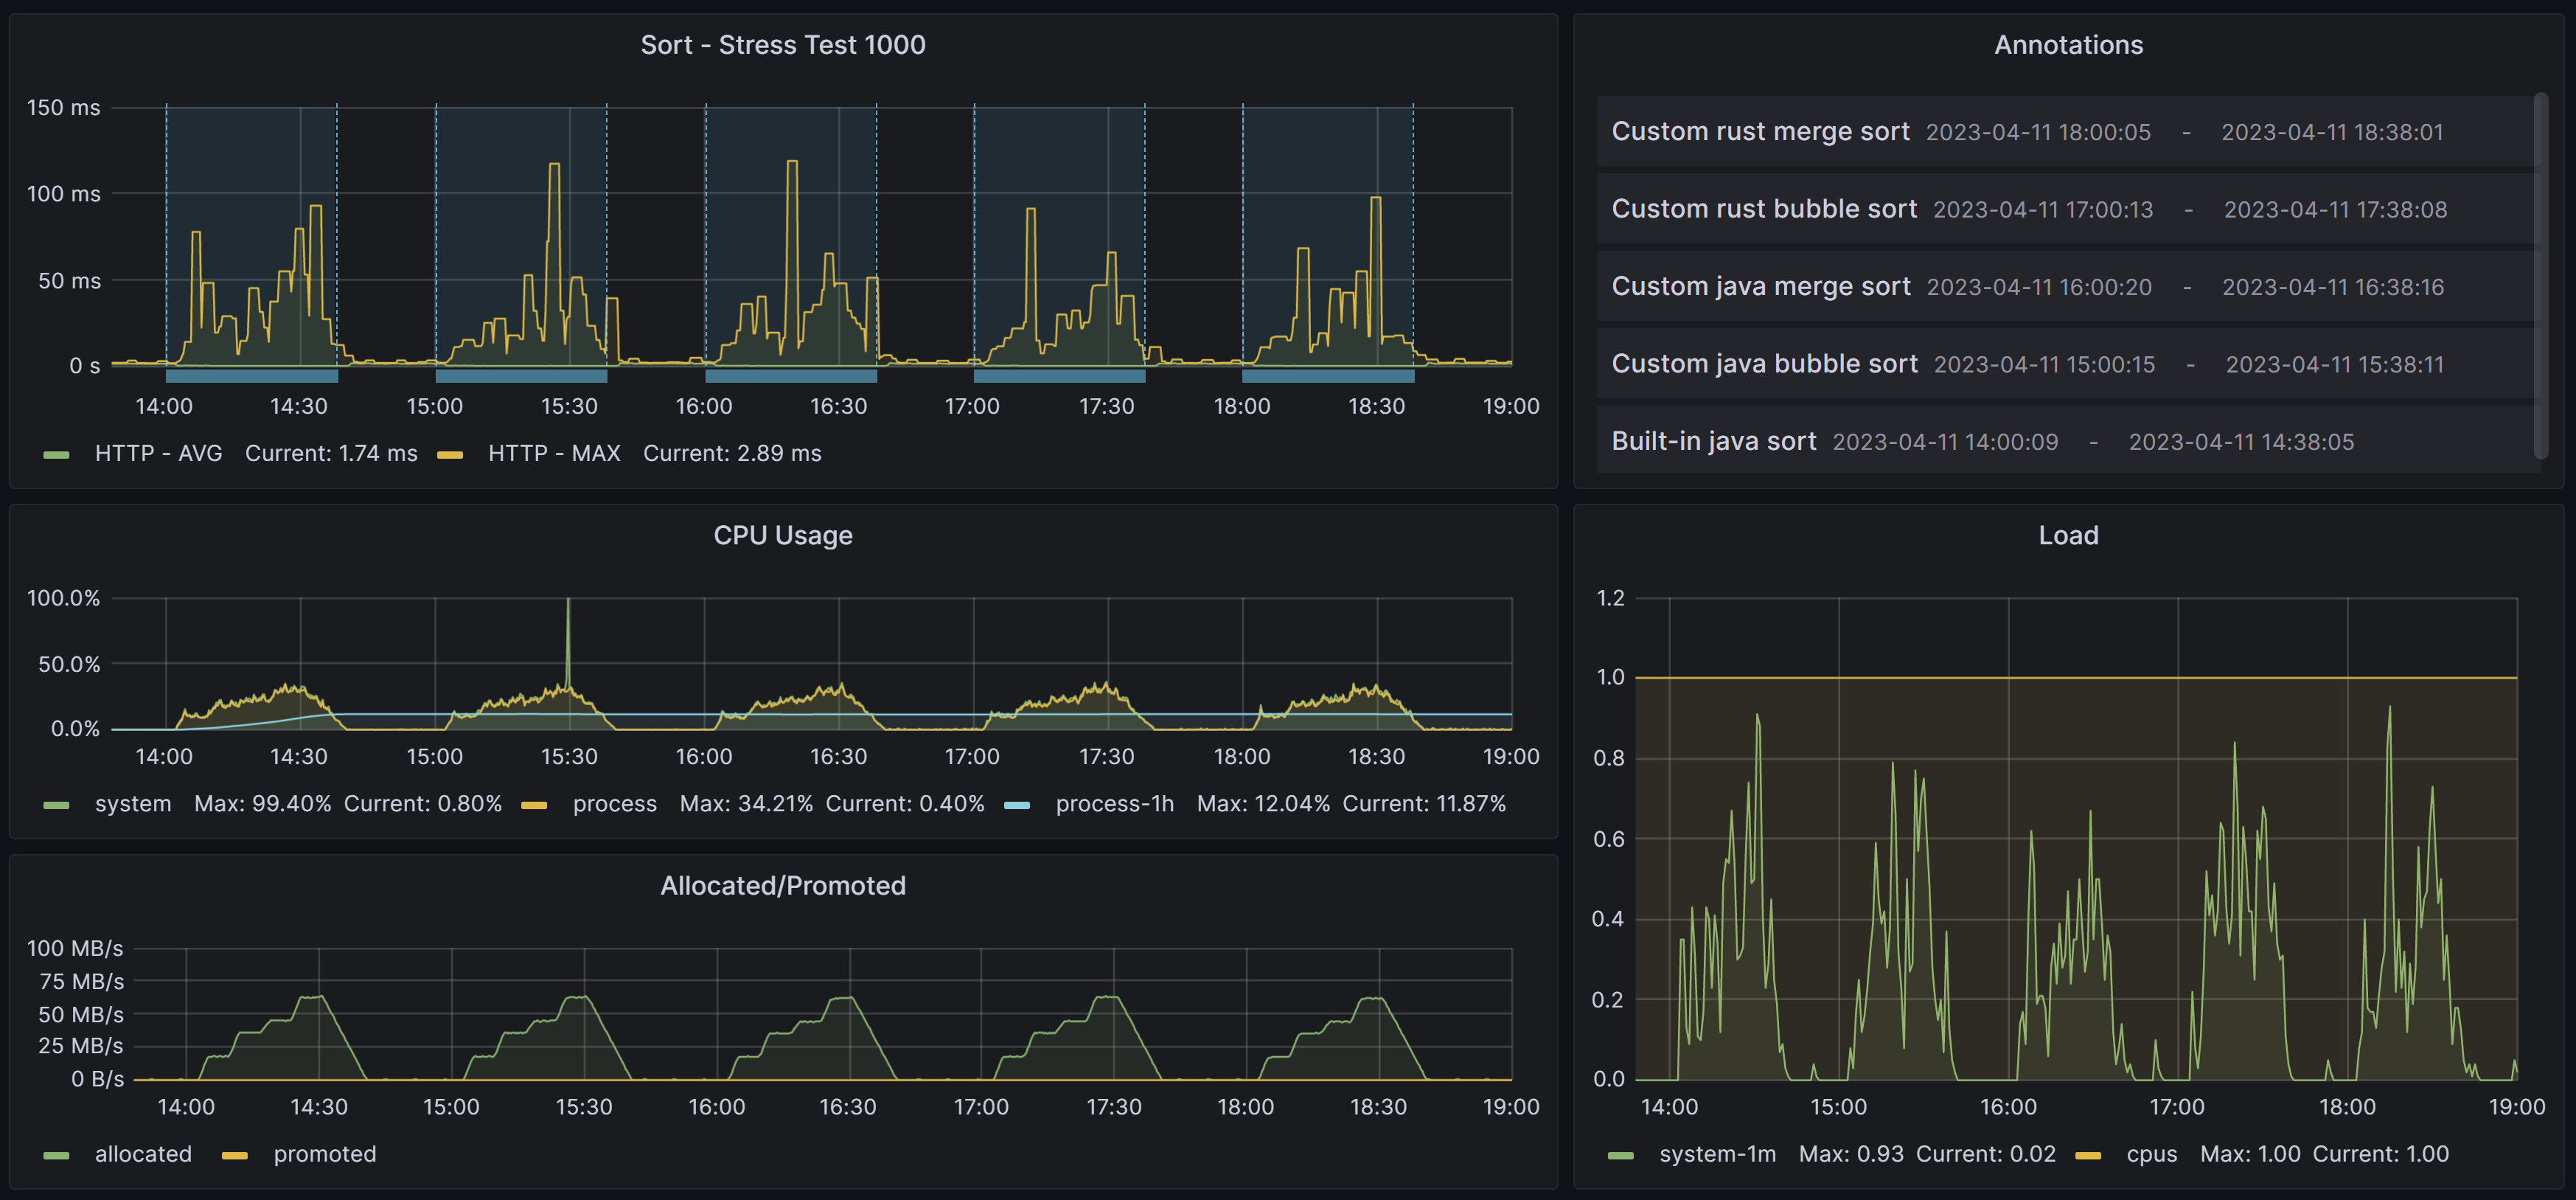 Sort - Stress Test 1000
150 ms
100 ms
50 ms
0 s
14:00 14:30 15:00 15:30 16:00 16:30 17:00 17:30 18:00 18:30 19:00
HTTP - AVG Current: 1.74 ms HTTP - MAX Current: 2.89 ms
Annotations
Custom rust merge sort 2023-04-11 18:00:05 - 2023-04-11 18:38:01
Custom rust bubble sort 2023-04-11 17:00:13 - 2023-04-11 17:38:08
Custom java merge sort 2023-04-11 16:00:20 - 2023-04-11 16:38:16
Custom java bubble sort 2023-04-11 15:00:15 - 2023-04-11 15:38:11
Built-in java sort 2023-04-11 14:00:09 - 2023-04-11 14:38:05
CPU Usage
100.0%
50.0%
0.0%
14:00 14:30 15:00 15:30 16:00 16:30 17:00 17:30 18:00 18:30 19:00
system Max: 99.40% Current: 0.80% process Max: 34.21% Current: 0.40% process-1h Max: 12.04% Current: 11.87%
Allocated/Promoted
100 MB/s
75 MB/s
50 MB/s
25 MB/s
0 B/s
14:00 14:30 15:00 15:30 16:00 16:30 17:00 17:30 18:00 18:30 19:00
allocated promoted
Load
1.2
1.0
0.8
0.6
0.4
0.2
0.0
14:00 15:00 16:00 17:00 18:00 19:00
system-1m Max: 0.93 Current: 0.02 cpus Max: 1.00 Current: 1.00